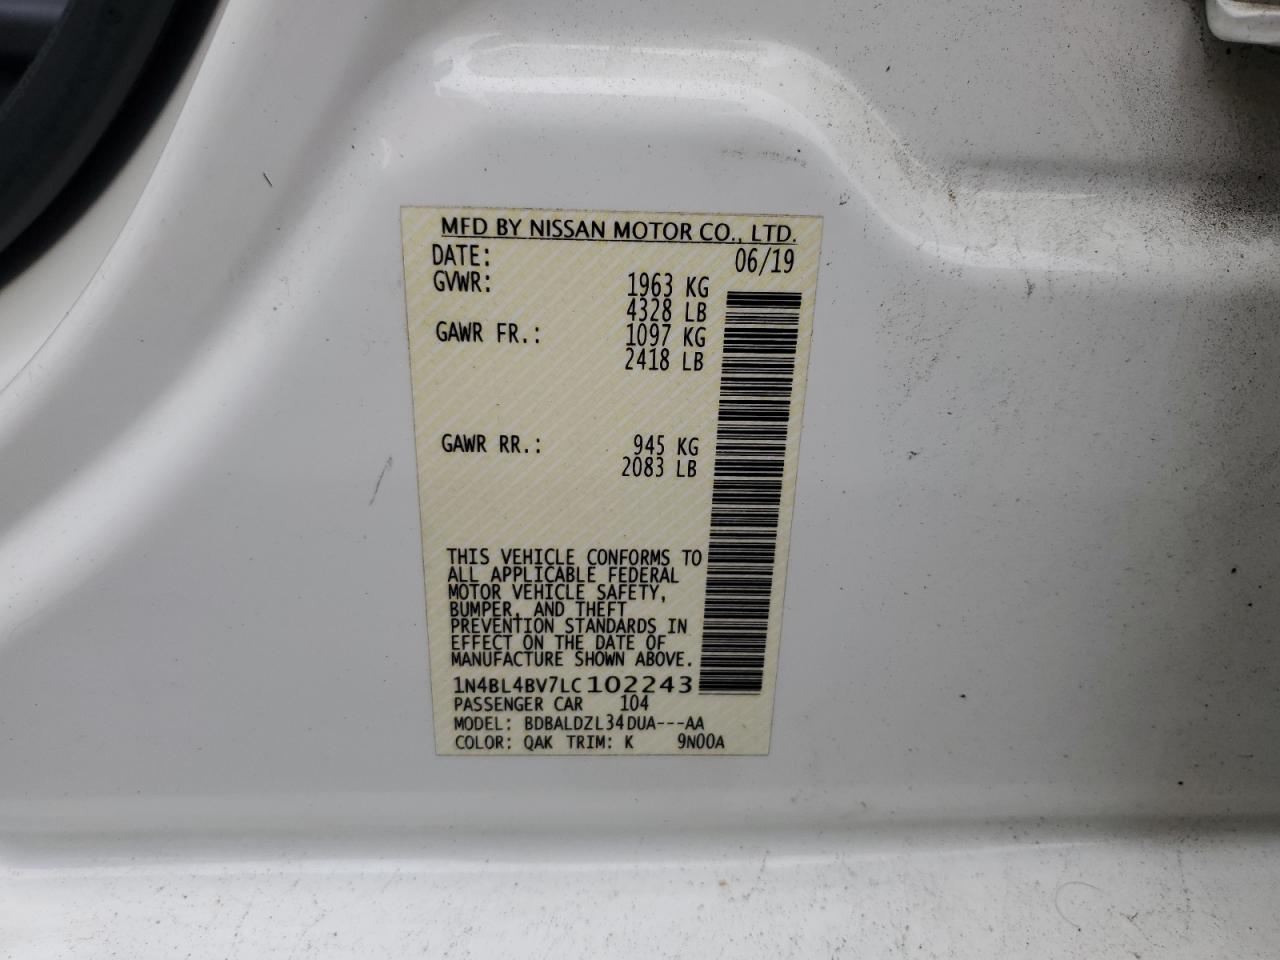 MFD BY NISSAN MOTOR CO., LTD.
DATE: 06/19
GVWR: 1963 KG
4328 LB
GAWR FR.: 1097 KG
2418 LB
GAWR RR.: 945 KG
2083 LB
THIS VEHICLE CONFORMS TO
ALL APPLICABLE FEDERAL
MOTOR VEHICLE SAFETY,
BUMPER, AND THEFT
PREVENTION STANDARDS IN
EFFECT ON THE DATE OF
MANUFACTURE SHOWN ABOVE.
1N4BL4BV7LC102243
PASSENGER CAR 104
MODEL: BDBALDZL34DUA---AA
COLOR: QAK TRIM: K 9N00A